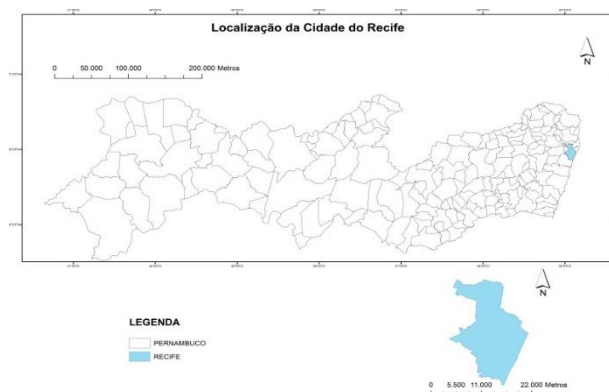 Localização da Cidade do Recife
0 50.000 100.000 200.000 Metros
N
N
LEGENDA
PERNAMBUCO
RECIFE
0 5.500 11.000 22.000 Metros